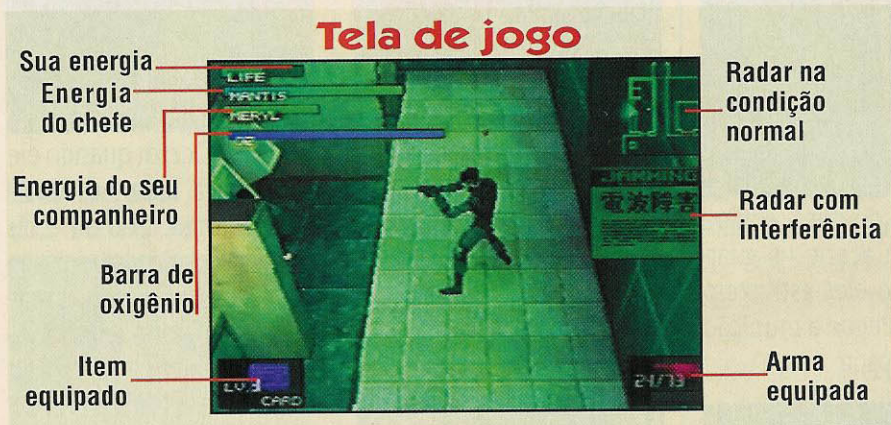 Tela de jogo
Sua energia
Energia
do chefe
Energia do seu
companheiro
Barra de
oxigênio
Item
equipado
LIFE
MANTIS
MERYL
O2
LV.3
CARD
JAMMING
電波障害
24/13
Radar na
condição
normal
Radar com
interferência
Arma
equipada